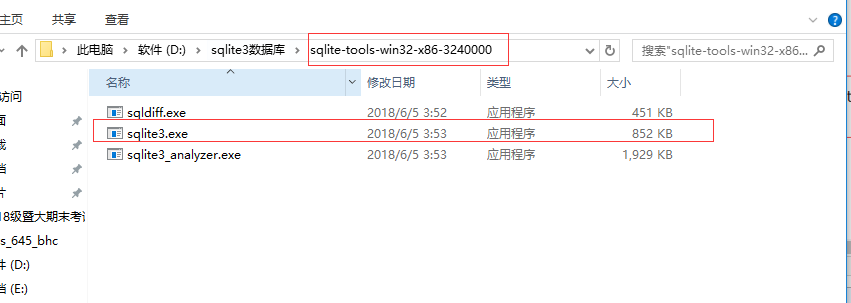 主页 共享 查看
此电脑 软件 (D:) sqlite3数据库 sqlite-tools-win32-x86-3240000 搜索"sqlite-tools-win32-x86...
名称 修改日期 类型 大小
访问
sqldiff.exe 2018/6/5 3:52 应用程序 451 KB
面
sqlite3.exe 2018/6/5 3:53 应用程序 852 KB
sqlite3_analyzer.exe 2018/6/5 3:53 应用程序 1,929 KB
档
片
18级暨大期末考试
s_645_bhc
件 (D:)
档 (E:)